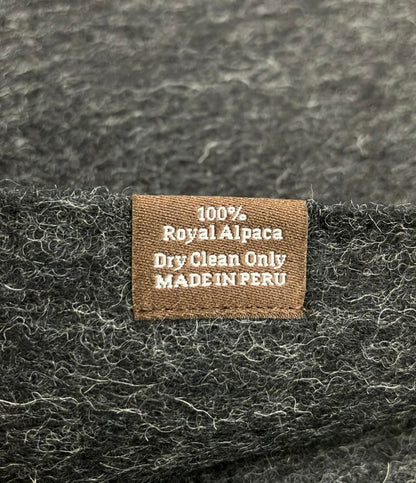 100%
Royal Alpaca
Dry Clean Only
MADE IN PERU